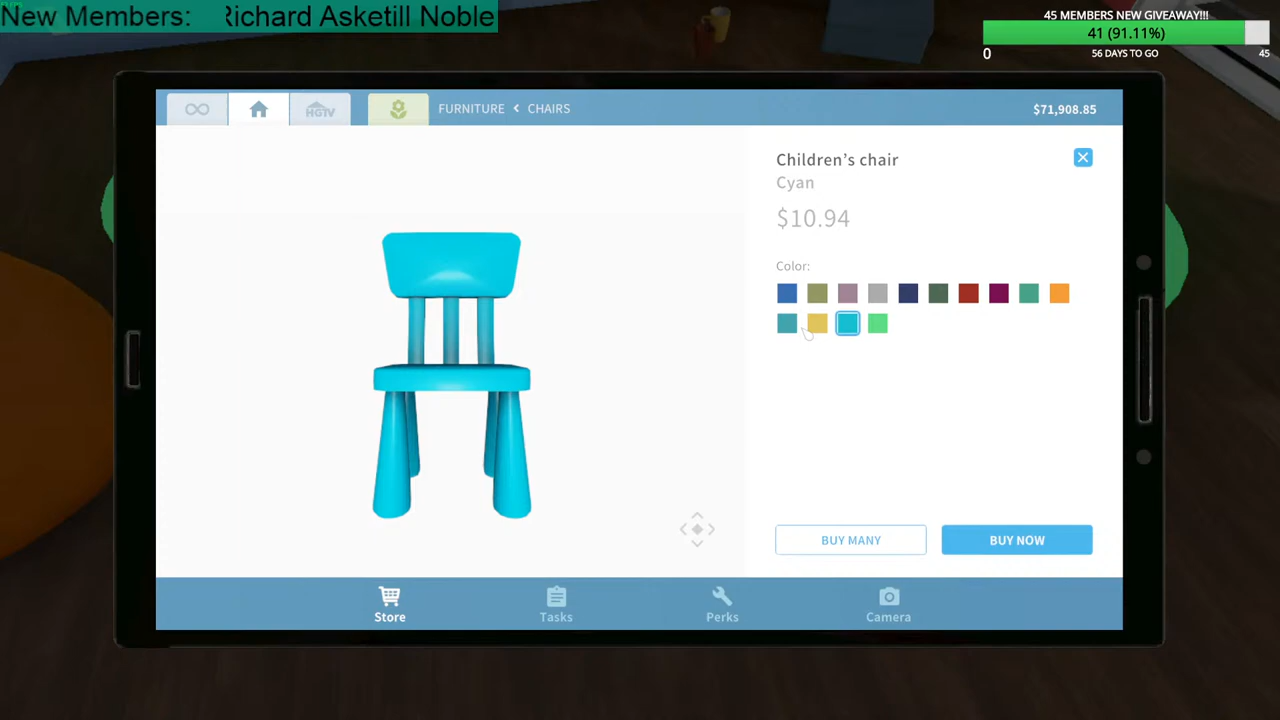 New Members: Richard Asketill Noble
45 MEMBERS NEW GIVEAWAY!!!
41 (91.11%)
0
56 DAYS TO GO
45
HGTV
FURNITURE < CHAIRS
$71,908.85
Children's chair
Cyan
$10.94
Color:
BUY MANY
BUY NOW
Store
Tasks
Perks
Camera